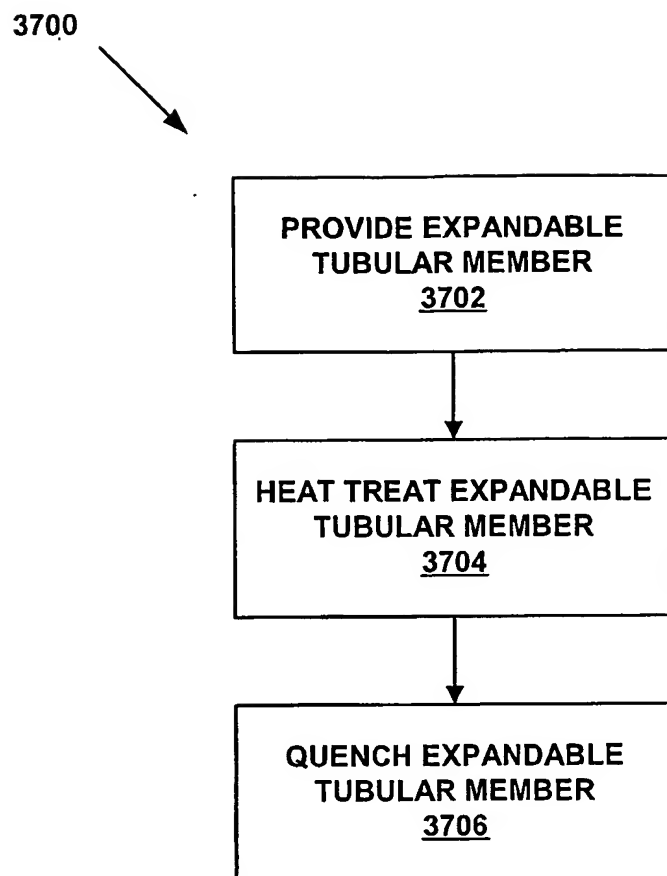 3700
PROVIDE EXPANDABLE
TUBULAR MEMBER
3702
HEAT TREAT EXPANDABLE
TUBULAR MEMBER
3704
QUENCH EXPANDABLE
TUBULAR MEMBER
3706